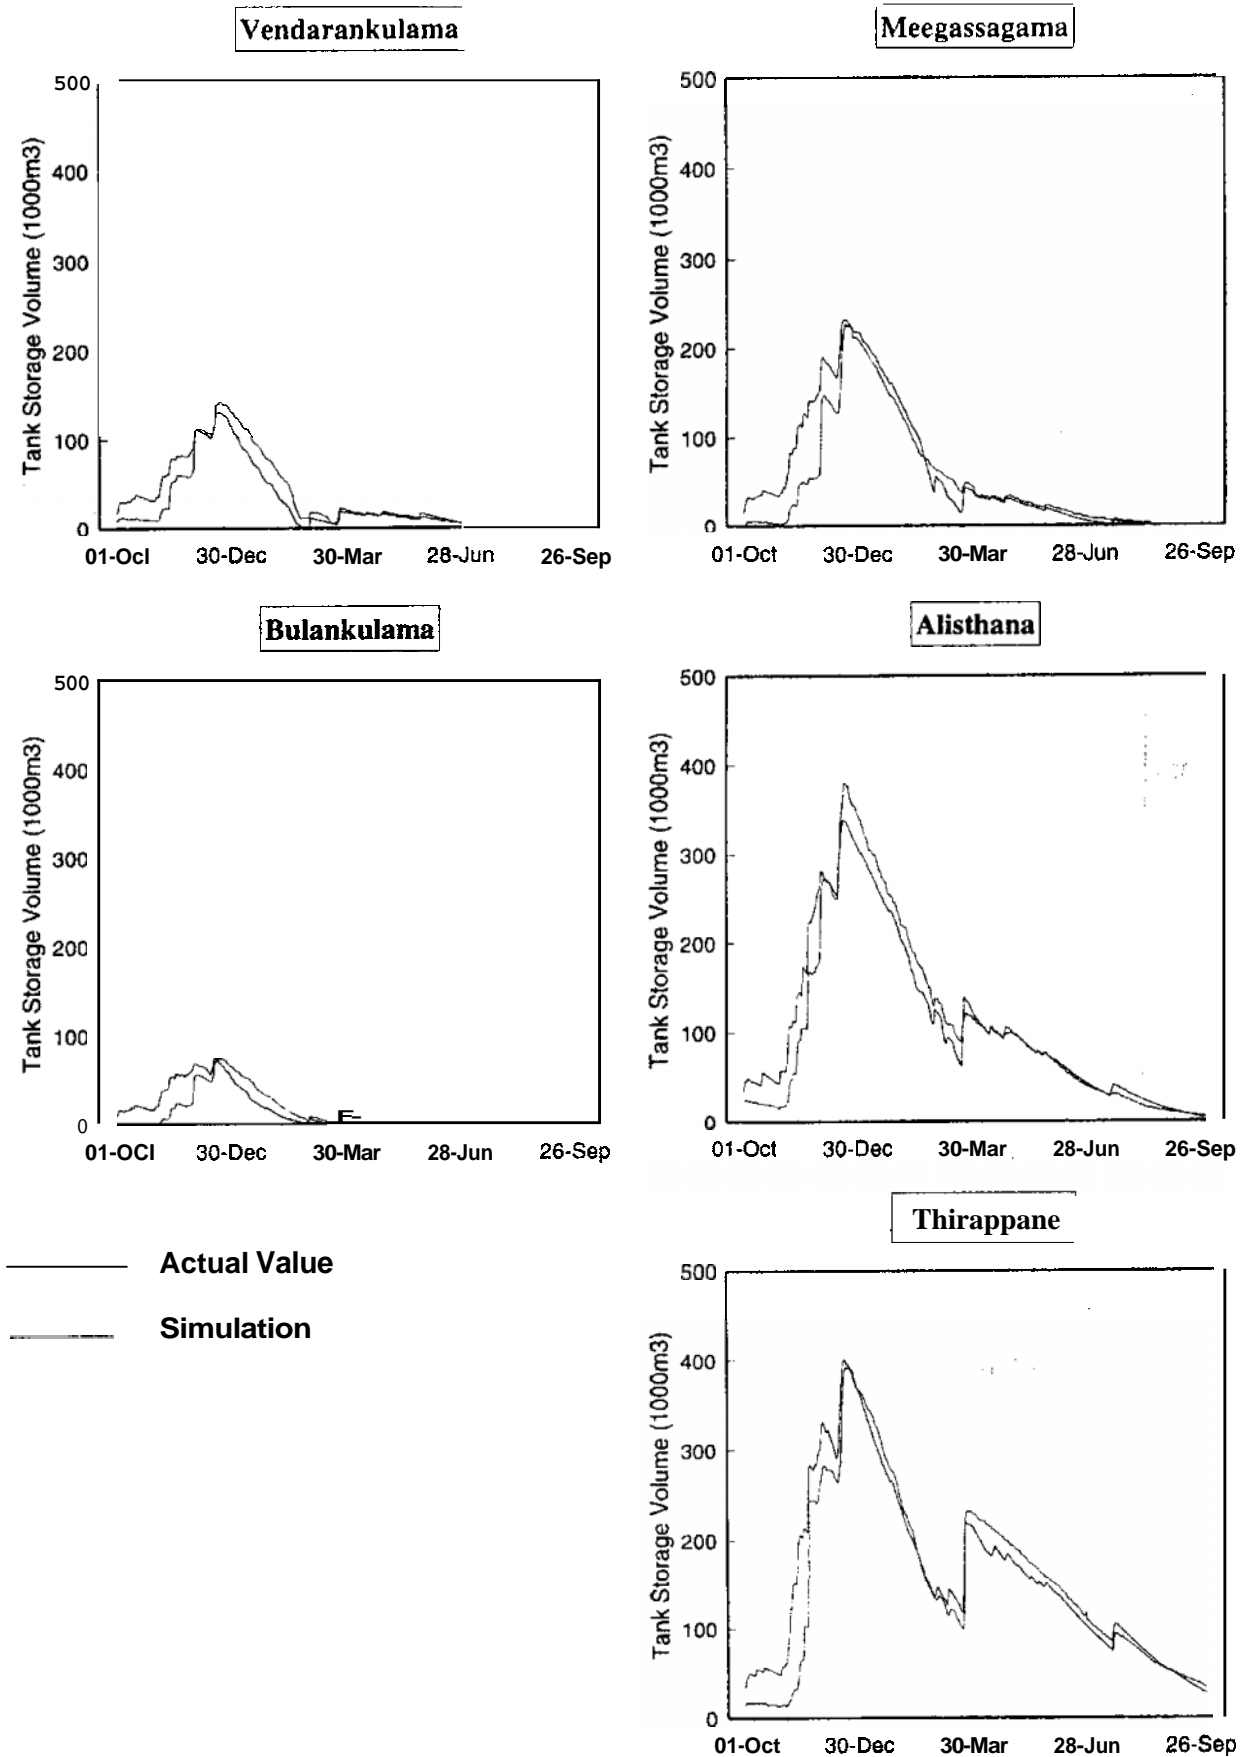 Vendarankulama
Tank Storage Volume (1000m3)
500
400
300
200
100
0
01-Ocl 30-Dec 30-Mar 28-Jun 26-Sep
Meegassagama
Tank Storage Volume (1000m3)
500
400
300
200
100
0
01-Oct 30-Dec 30-Mar 28-Jun 26-Sep
Bulankulama
Tank Storage Volume (1000m3)
500
400
300
200
100
0
01-OCl 30-Dec 30-Mar 28-Jun 26-Sep
Alisthana
Tank Storage Volume (1000m3)
500
400
300
200
100
0
01-Oct 30-Dec 30-Mar 28-Jun 26-Sep
Actual Value
Simulation
Thirappane
Tank Storage Volume (1000m3)
500
400
300
200
100
0
01-Oct 30-Dec 30-Mar 28-Jun 26-Sep